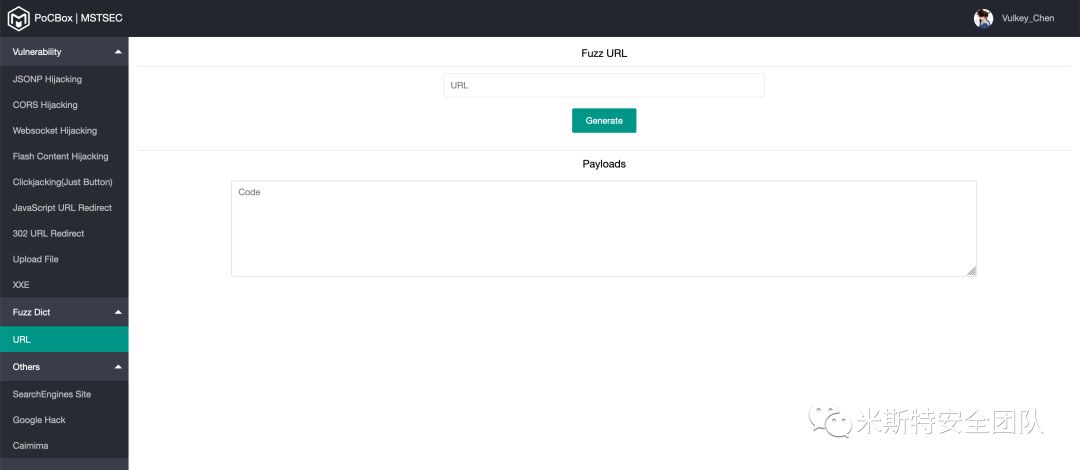 PoCBox | MSTSEC
Vulkey_Chen
Vulnerability
JSONP Hijacking
CORS Hijacking
Websocket Hijacking
Flash Content Hijacking
Clickjacking(Just Button)
JavaScript URL Redirect
302 URL Redirect
Upload File
XXE
Fuzz Dict
URL
Others
SearchEngines Site
Google Hack
Caimima
Fuzz URL
URL
Generate
Payloads
Code
米斯特安全团队